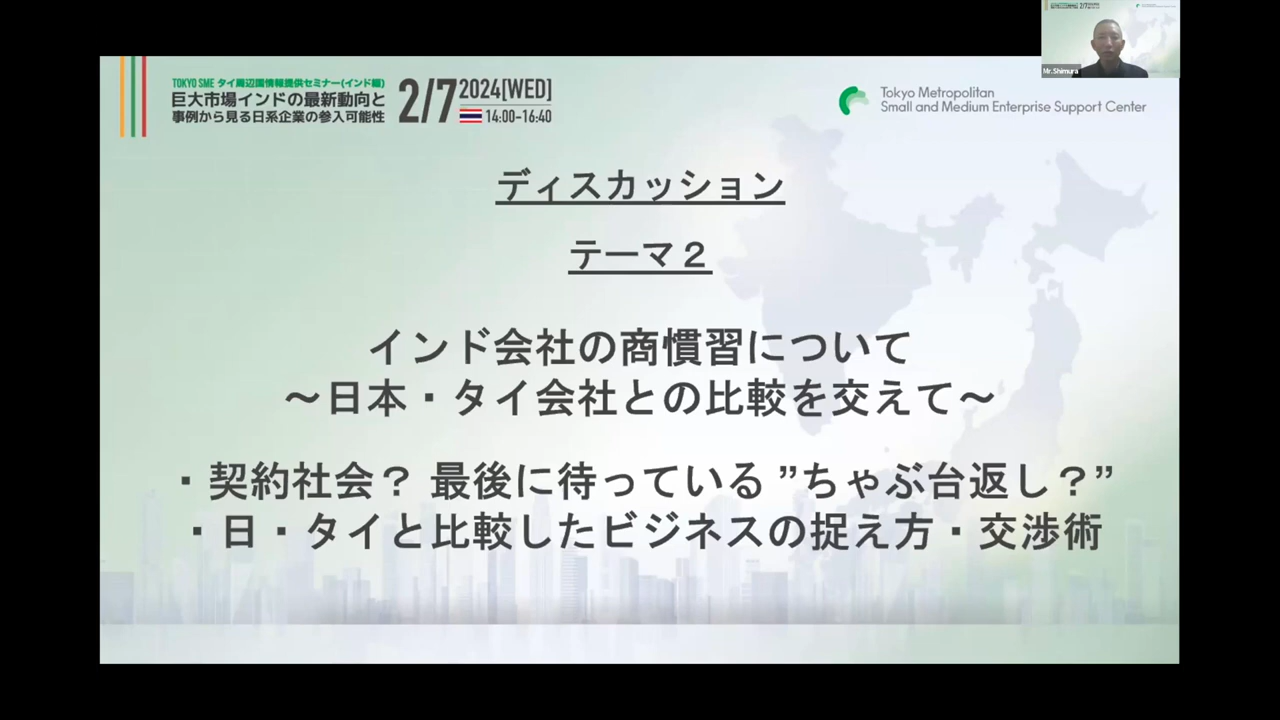 TOKYO SME タイ周辺国情報提供セミナー(インド編)
巨大市場インドの最新動向と
事例から見る日系企業の参入可能性
2/7 2024[WED]
14:00-16:40
Tokyo Metropolitan
Small and Medium Enterprise Support Center
Mr.Shimura
ディスカッション
テーマ２
インド会社の商慣習について
～日本・タイ会社との比較を交えて～
・契約社会？ 最後に待っている ”ちゃぶ台返し？”
・日・タイと比較したビジネスの捉え方・交渉術